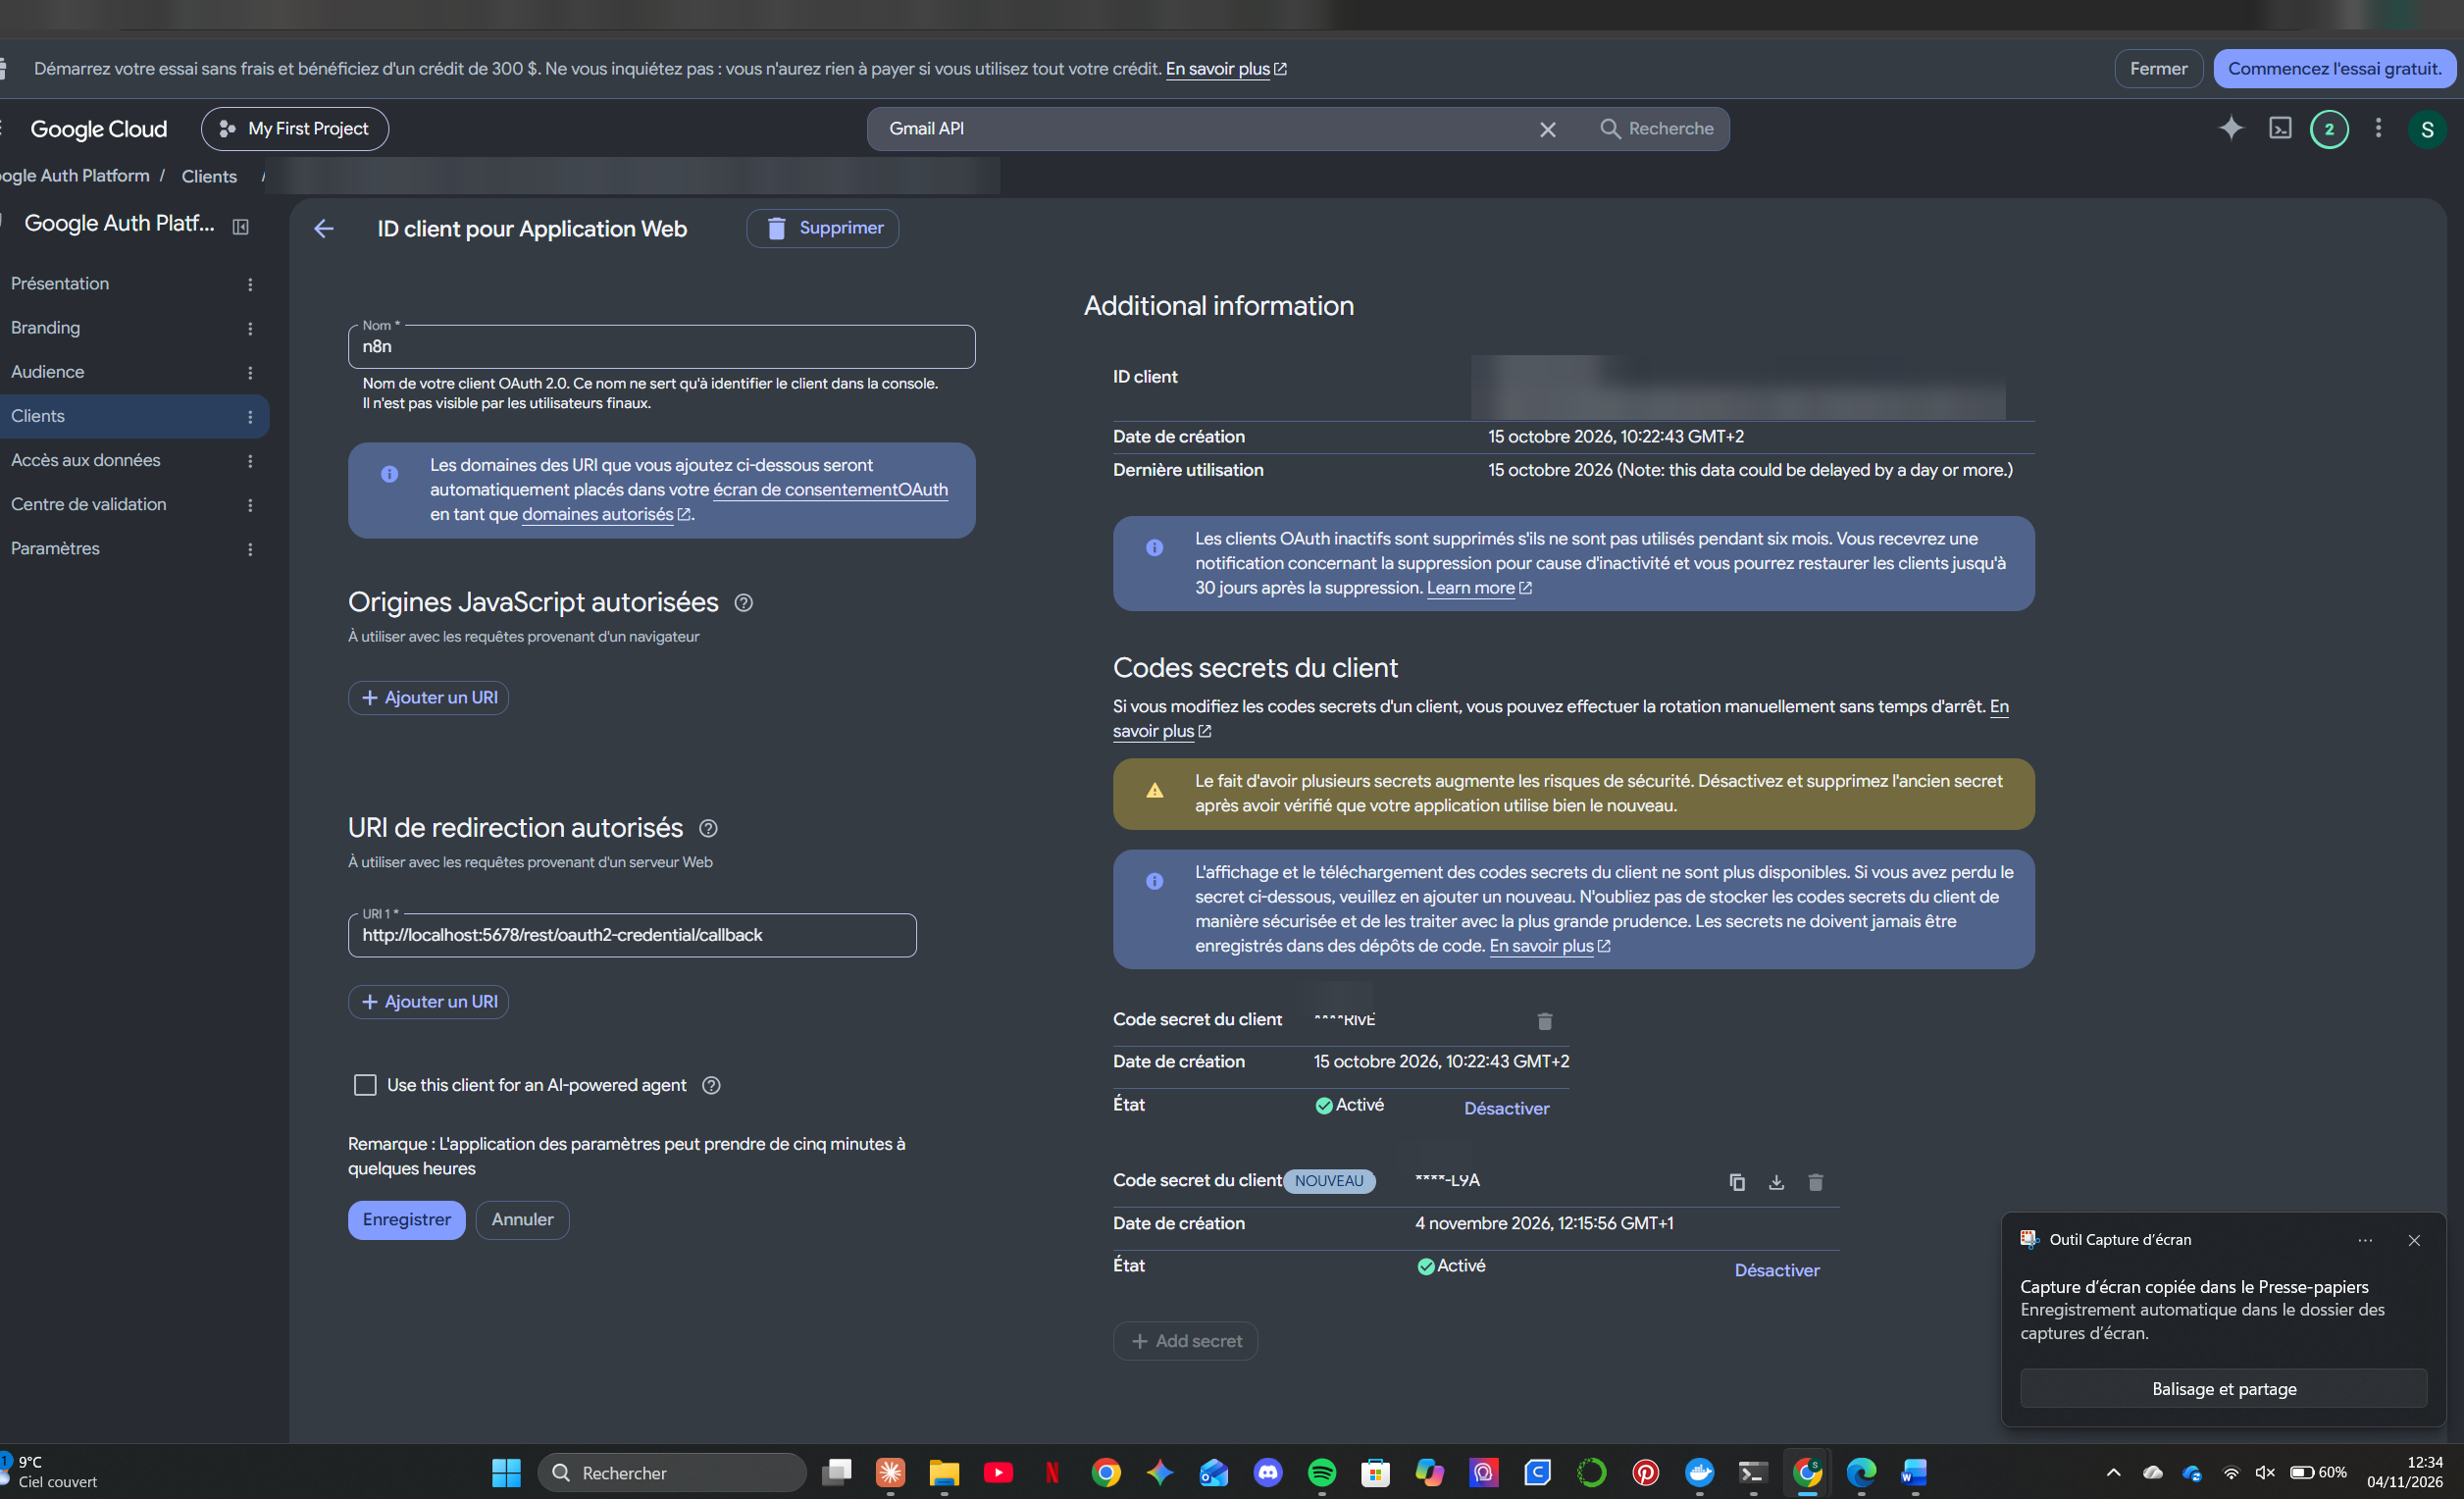 Démarrez votre essai sans frais et bénéficiez d'un crédit de 300 $. Ne vous inquiétez pas : vous n'aurez rien à payer si vous utilisez tout votre crédit. En savoir plus
Fermer
Commencez l'essai gratuit.
Google Cloud
My First Project
Gmail API
Recherche
2
S
ogle Auth Platform / Clients /
Google Auth Platf...
Présentation
Branding
Audience
Clients
Accès aux données
Centre de validation
Paramètres
ID client pour Application Web
Supprimer
Nom *
n8n
Nom de votre client OAuth 2.0. Ce nom ne sert qu'à identifier le client dans la console.
Il n'est pas visible par les utilisateurs finaux.
Les domaines des URI que vous ajoutez ci-dessous seront
automatiquement placés dans votre écran de consentementOAuth
en tant que domaines autorisés.
Origines JavaScript autorisées
À utiliser avec les requêtes provenant d'un navigateur
+ Ajouter un URI
URI de redirection autorisés
À utiliser avec les requêtes provenant d'un serveur Web
URI 1 *
http://localhost:5678/rest/oauth2-credential/callback
+ Ajouter un URI
Use this client for an AI-powered agent
Remarque : L'application des paramètres peut prendre de cinq minutes à
quelques heures
Enregistrer
Annuler
Additional information
ID client
Date de création 15 octobre 2026, 10:22:43 GMT+2
Dernière utilisation 15 octobre 2026 (Note: this data could be delayed by a day or more.)
Les clients OAuth inactifs sont supprimés s'ils ne sont pas utilisés pendant six mois. Vous recevrez une
notification concernant la suppression pour cause d'inactivité et vous pourrez restaurer les clients jusqu'à
30 jours après la suppression. Learn more
Codes secrets du client
Si vous modifiez les codes secrets d'un client, vous pouvez effectuer la rotation manuellement sans temps d'arrêt. En
savoir plus
Le fait d'avoir plusieurs secrets augmente les risques de sécurité. Désactivez et supprimez l'ancien secret
après avoir vérifié que votre application utilise bien le nouveau.
L'affichage et le téléchargement des codes secrets du client ne sont plus disponibles. Si vous avez perdu le
secret ci-dessous, veuillez en ajouter un nouveau. N'oubliez pas de stocker les codes secrets du client de
manière sécurisée et de les traiter avec la plus grande prudence. Les secrets ne doivent jamais être
enregistrés dans des dépôts de code. En savoir plus
Code secret du client
Date de création 15 octobre 2026, 10:22:43 GMT+2
État Activé Désactiver
Code secret du client NOUVEAU ****-L9A
Date de création 4 novembre 2026, 12:15:56 GMT+1
État Activé Désactiver
+ Add secret
Outil Capture d'écran
Capture d'écran copiée dans le Presse-papiers
Enregistrement automatique dans le dossier des
captures d'écran.
Balisage et partage
1
9°C
Ciel couvert
Rechercher
60%
12:34
04/11/2026